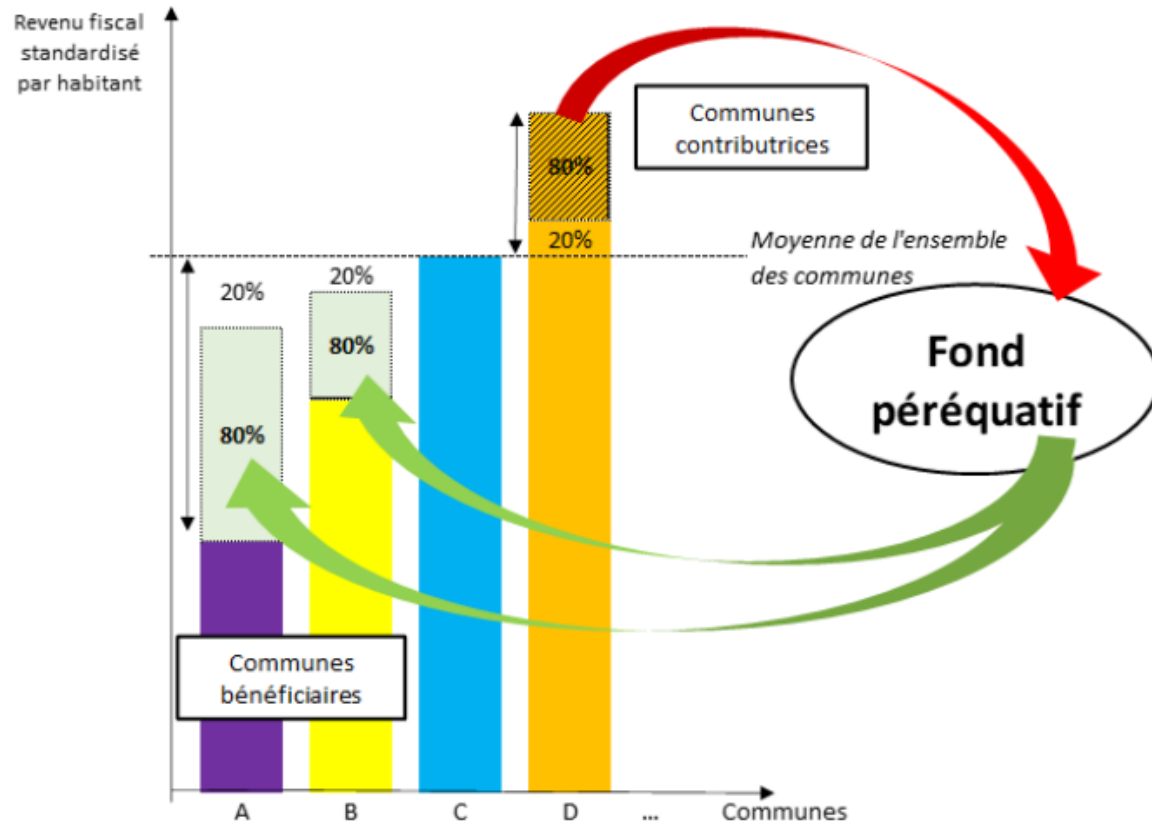 Revenu fiscal
standardisé
par habitant
Communes
contributrices
80%
20%
Moyenne de l'ensemble
des communes
20%
20%
80%
80%
Fond
péréquatif
Communes
bénéficiaires
A
B
C
D
...
Communes